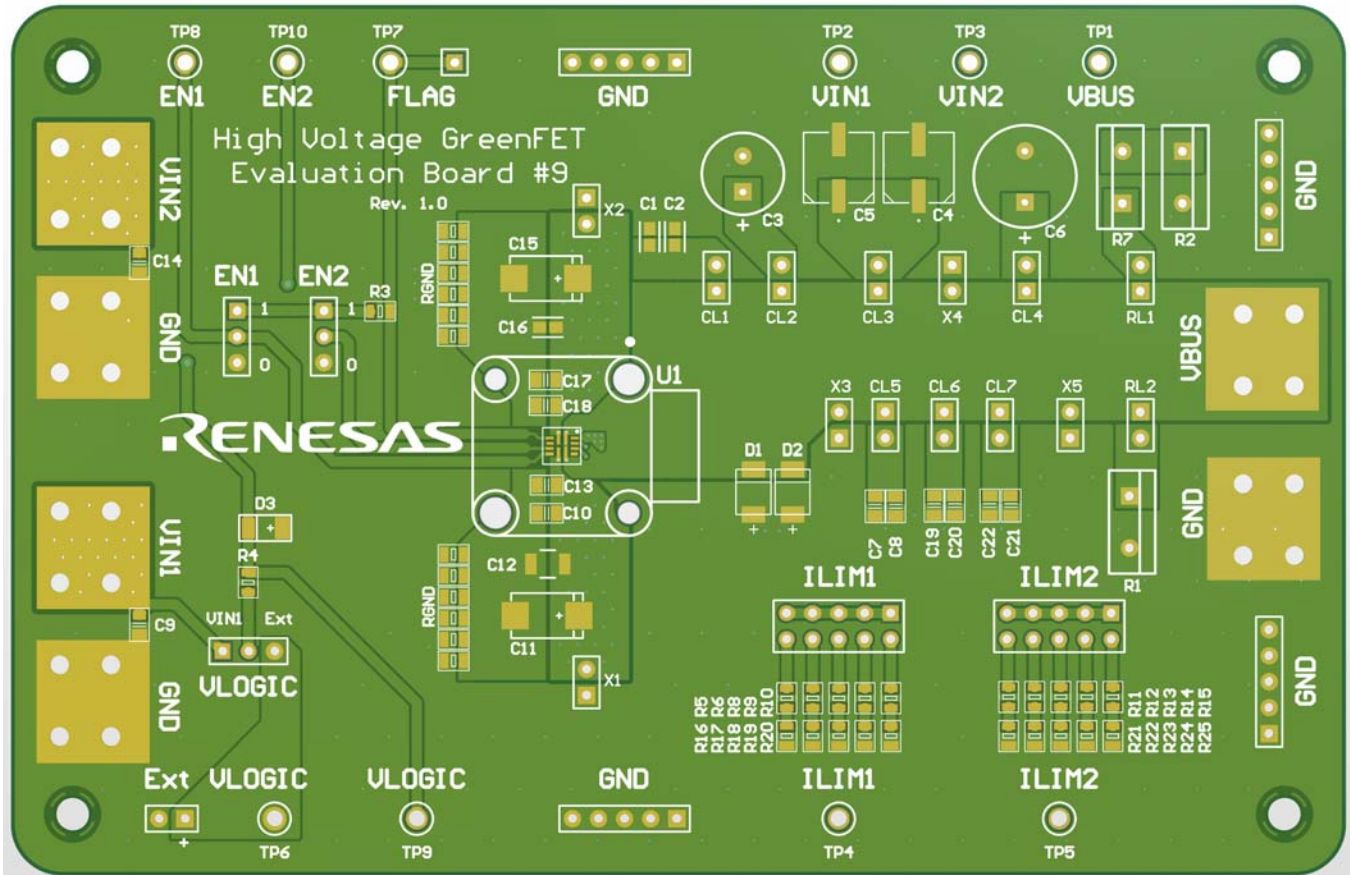 TP8 TP10 TP7 TP2 TP3 TP1
EN1 EN2 FLAG GND VIN1 VIN2 VBUS
High Voltage GreenFET
Evaluation Board #9
Rev. 1.0
VIN2
C14
GND
GND
X2
C1 C2
C3 C5 C4 C6 R7 R2
+ +
C15
+
RGND
EN1 EN2
1 1 R3
0 0
C16
CL1 CL2 CL3 X4 CL4 RL1
VBUS
U1
C17
C18
X3 CL5 CL6 CL7 X5 RL2
RENESAS
D1 D2
+ +
C13
C10
C7 C8 C19 C20 C22 C21
R1
GND
VIN1
D3
+
R4
C12
RGND
ILIM1 ILIM2
C9
VIN1 Ext
VLOGIC
+
C11
X1
GND
GND
R16 R5
R17 R6
R18 R8
R19 R9
R20 R10
R21 R11
R22 R12
R23 R13
R24 R14
R25 R15
Ext VLOGIC VLOGIC GND ILIM1 ILIM2
+
TP6 TP9 TP4 TP5